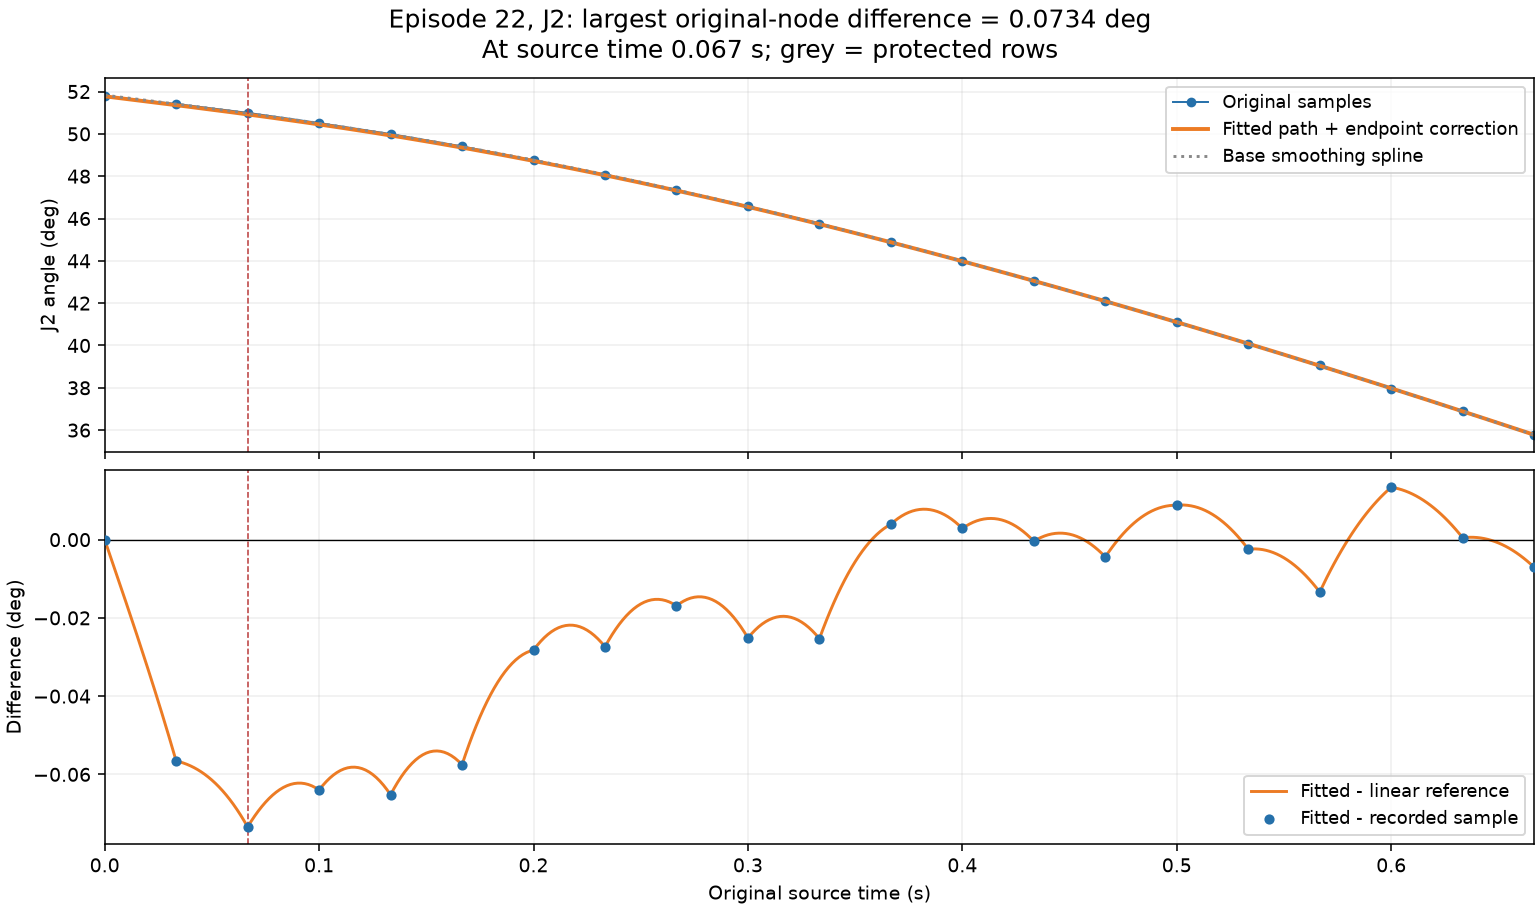 Episode 22, J2: largest original-node difference = 0.0734 deg
At source time 0.067 s; grey = protected rows
Original samples
Fitted path + endpoint correction
Base smoothing spline
J2 angle (deg)
52
50
48
46
44
42
40
38
36
Difference (deg)
0.00
−0.02
−0.04
−0.06
Fitted - linear reference
Fitted - recorded sample
0.0 0.1 0.2 0.3 0.4 0.5 0.6
Original source time (s)